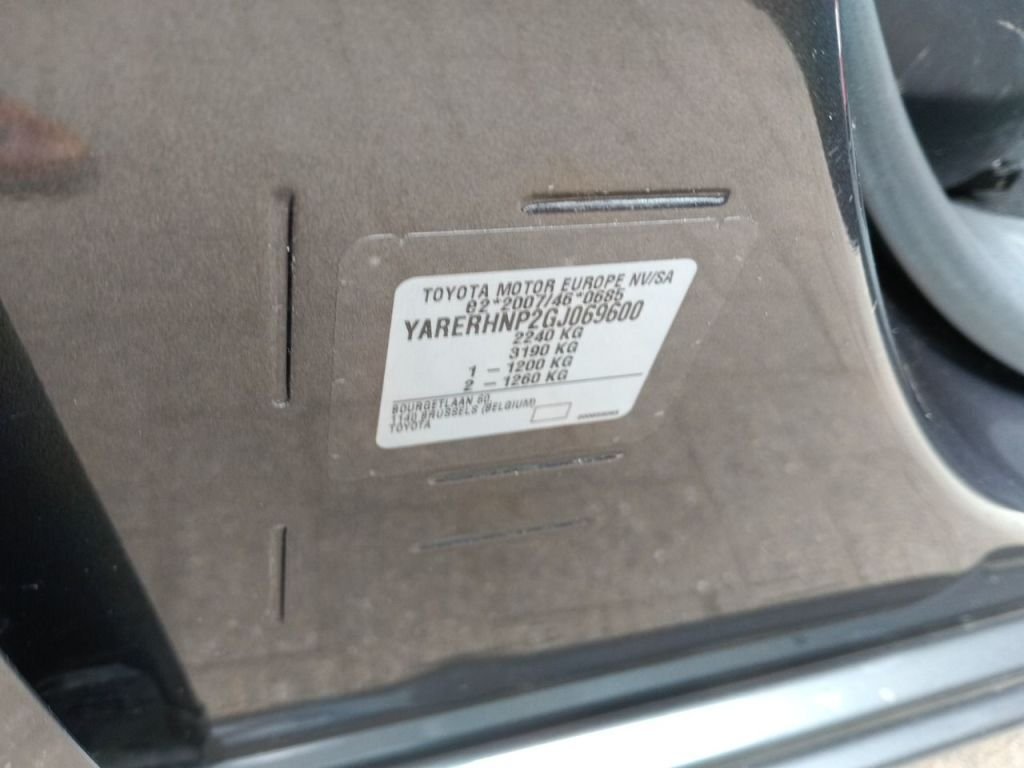 TOYOTA MOTOR EUROPE NV/SA
e2*2007/46*0685
YARERHNP2GJ069600
2240 KG
3190 KG
1 - 1200 KG
2 - 1260 KG
BOURGETLAAN 60
1140 BRUSSELS (BELGIUM)
TOYOTA